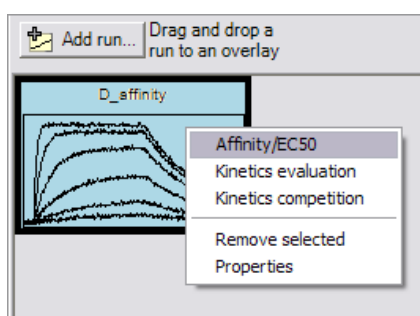 Add run...
Drag and drop a
run to an overlay
D_affinity
Affinity/EC50
Kinetics evaluation
Kinetics competition
Remove selected
Properties